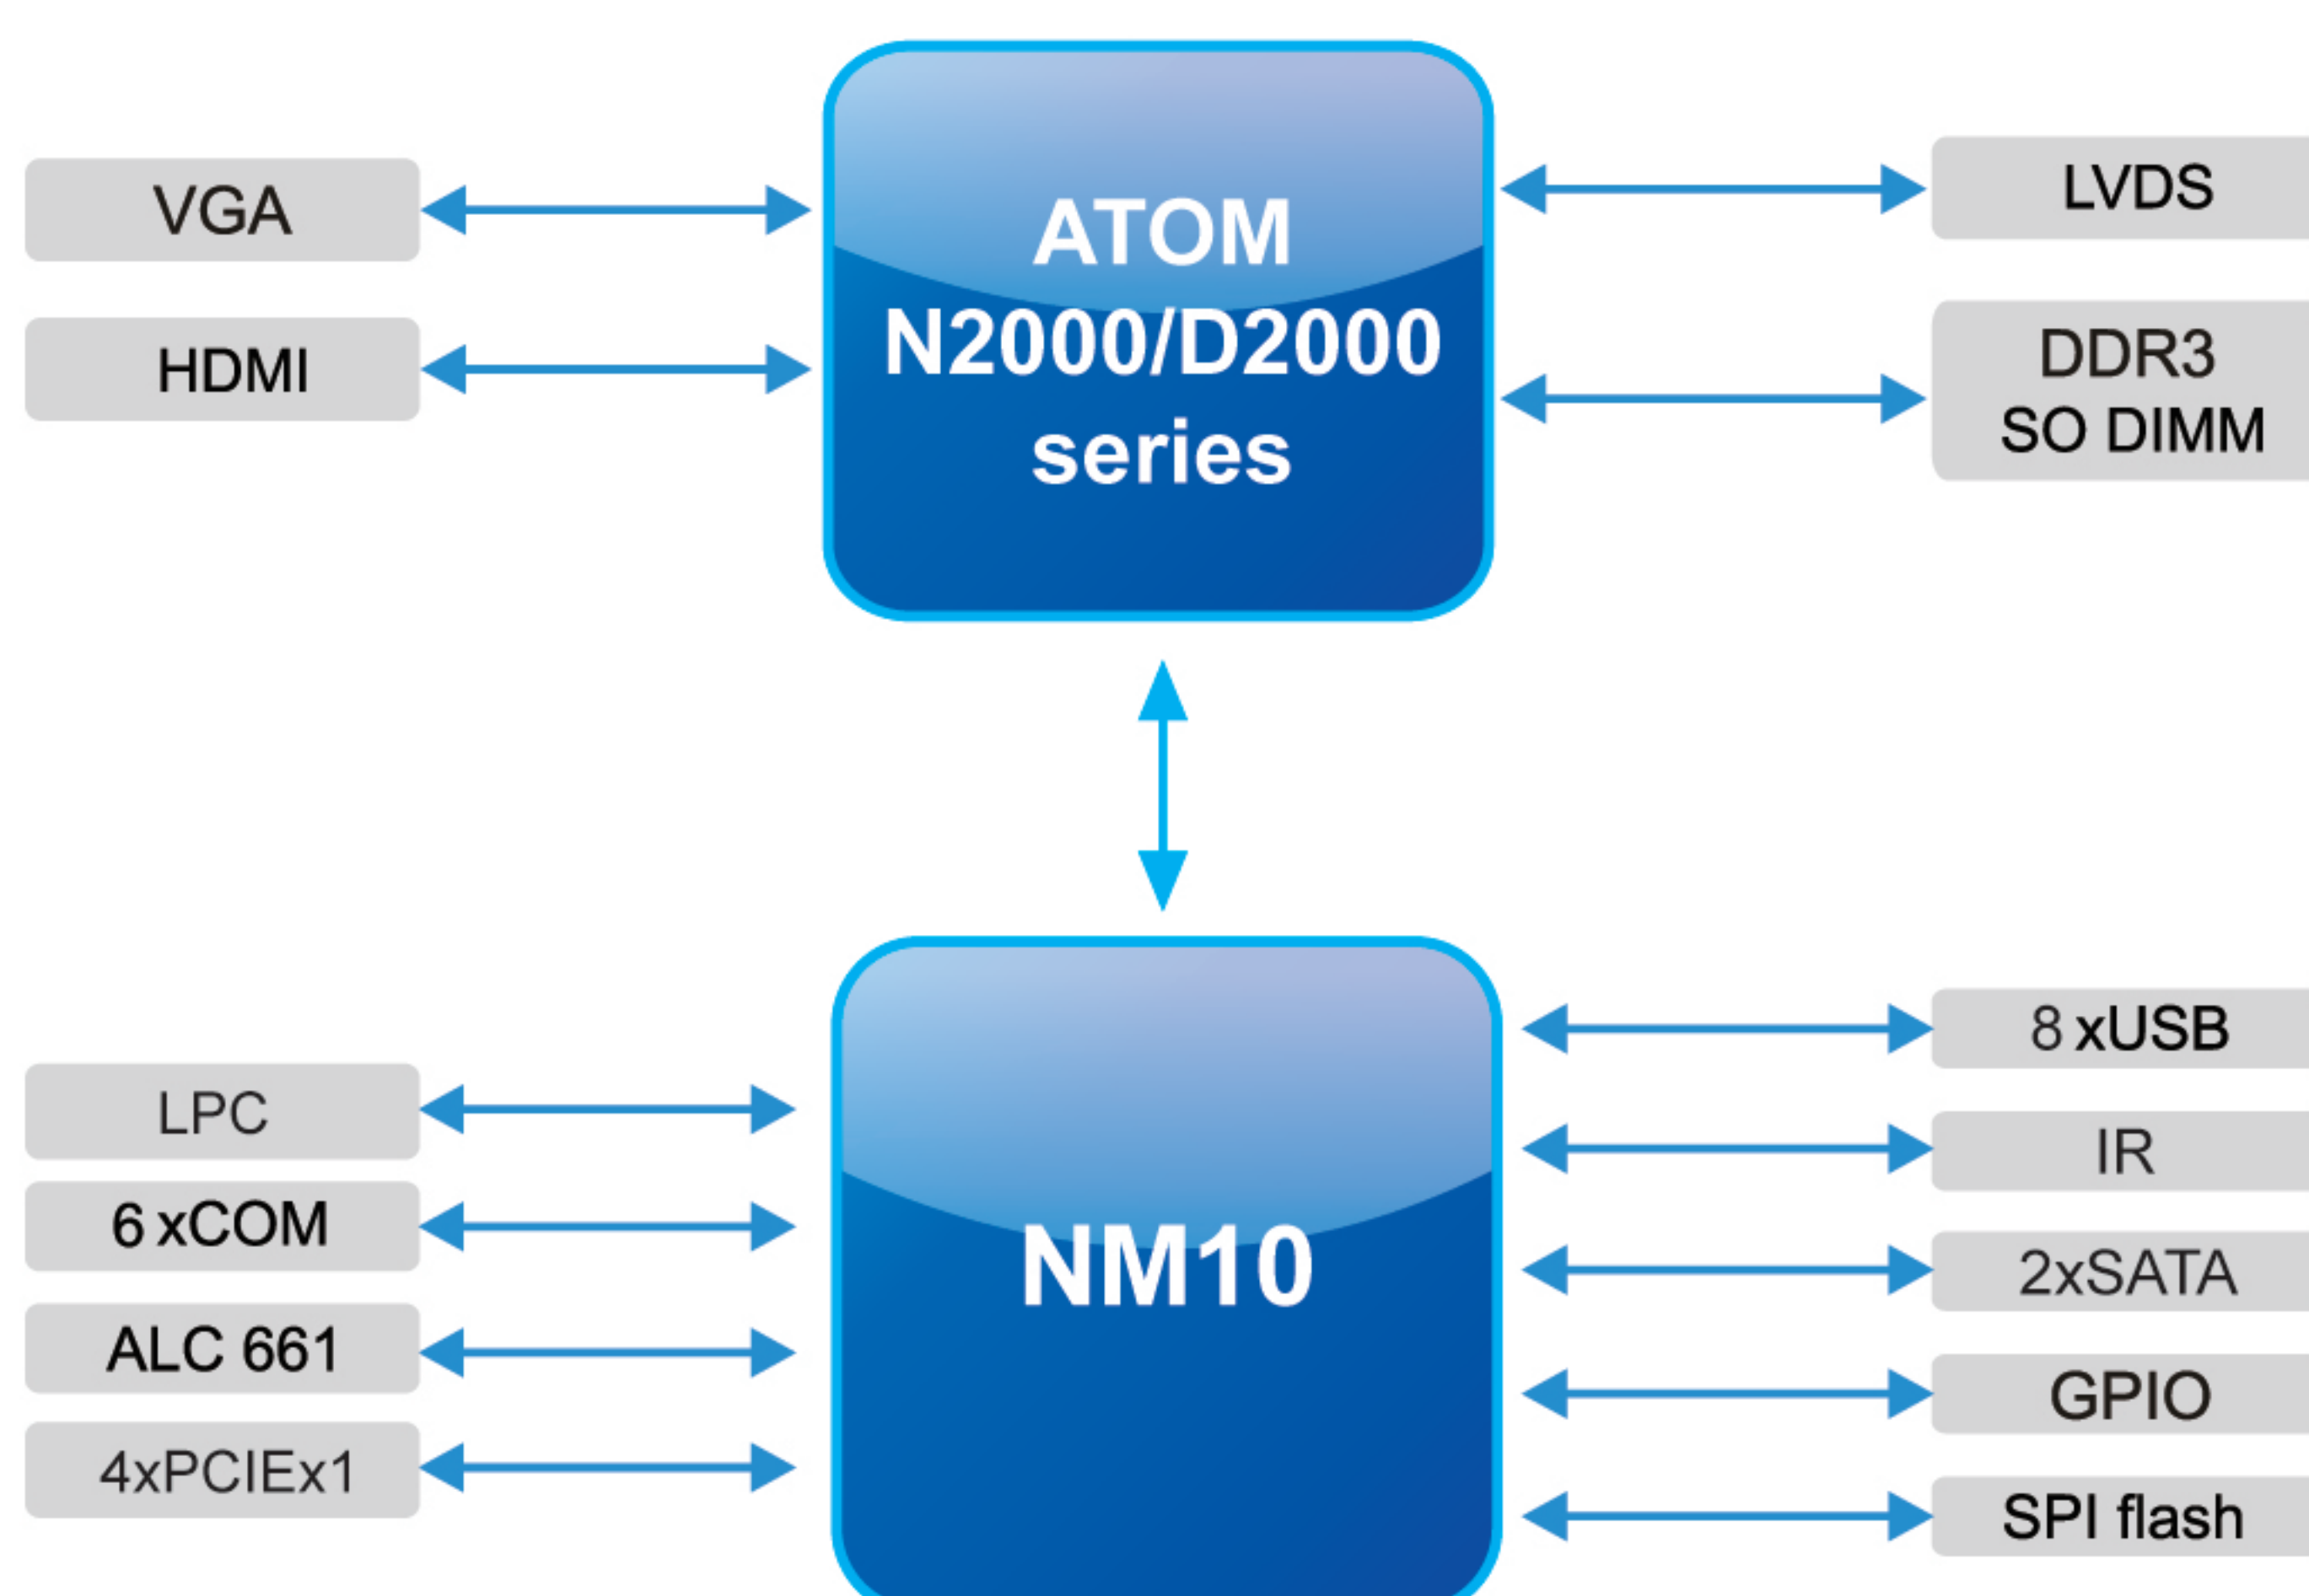 VGA
HDMI
ATOM
N2000/D2000
series
LVDS
DDR3
SO DIMM
LPC
6 xCOM
ALC 661
4xPCIEx1
NM10
8 xUSB
IR
2xSATA
GPIO
SPI flash